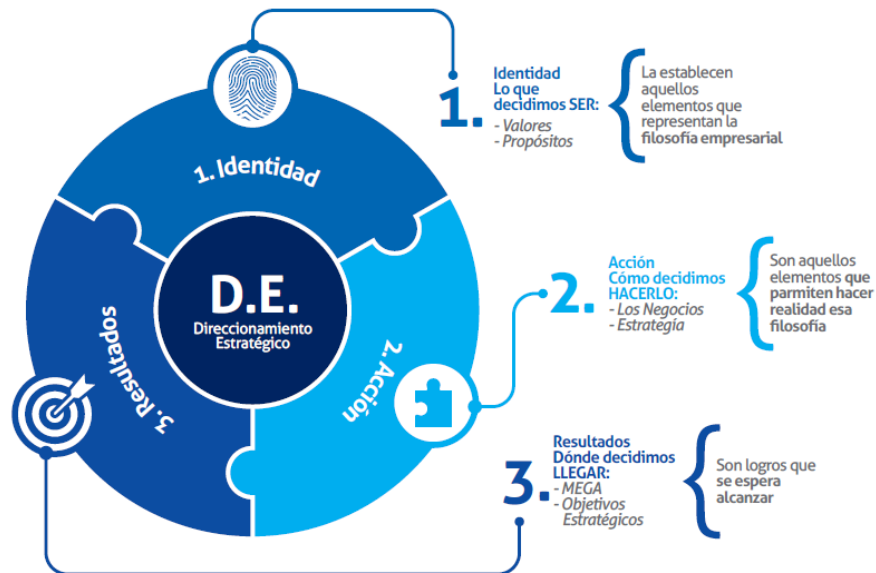 1. Identidad
2. Acción
3. Resultados
D.E.
Direccionamiento
Estratégico
1.
Identidad
Lo que
decidimos SER:
- Valores
- Propósitos
La establecen
aquellos
elementos que
representan la
filosofía empresarial
2.
Acción
Cómo decidimos
HACERLO:
- Los Negocios
- Estrategía
Son aquellos
elementos que
parmiten hacer
realidad esa
filosofía
3.
Resultados
Dónde decidimos
LLEGAR:
- MEGA
- Objetivos
Estratégicos
Son logros que
se espera
alcanzar